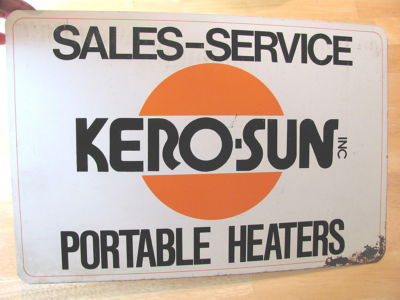 SALES-SERVICE
KERO-SUN INC
PORTABLE HEATERS